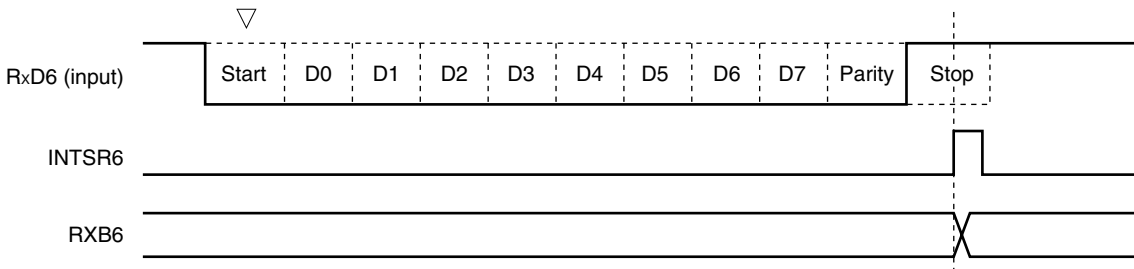 RxD6 (input) Start D0 D1 D2 D3 D4 D5 D6 D7 Parity Stop
INTSR6
RXB6